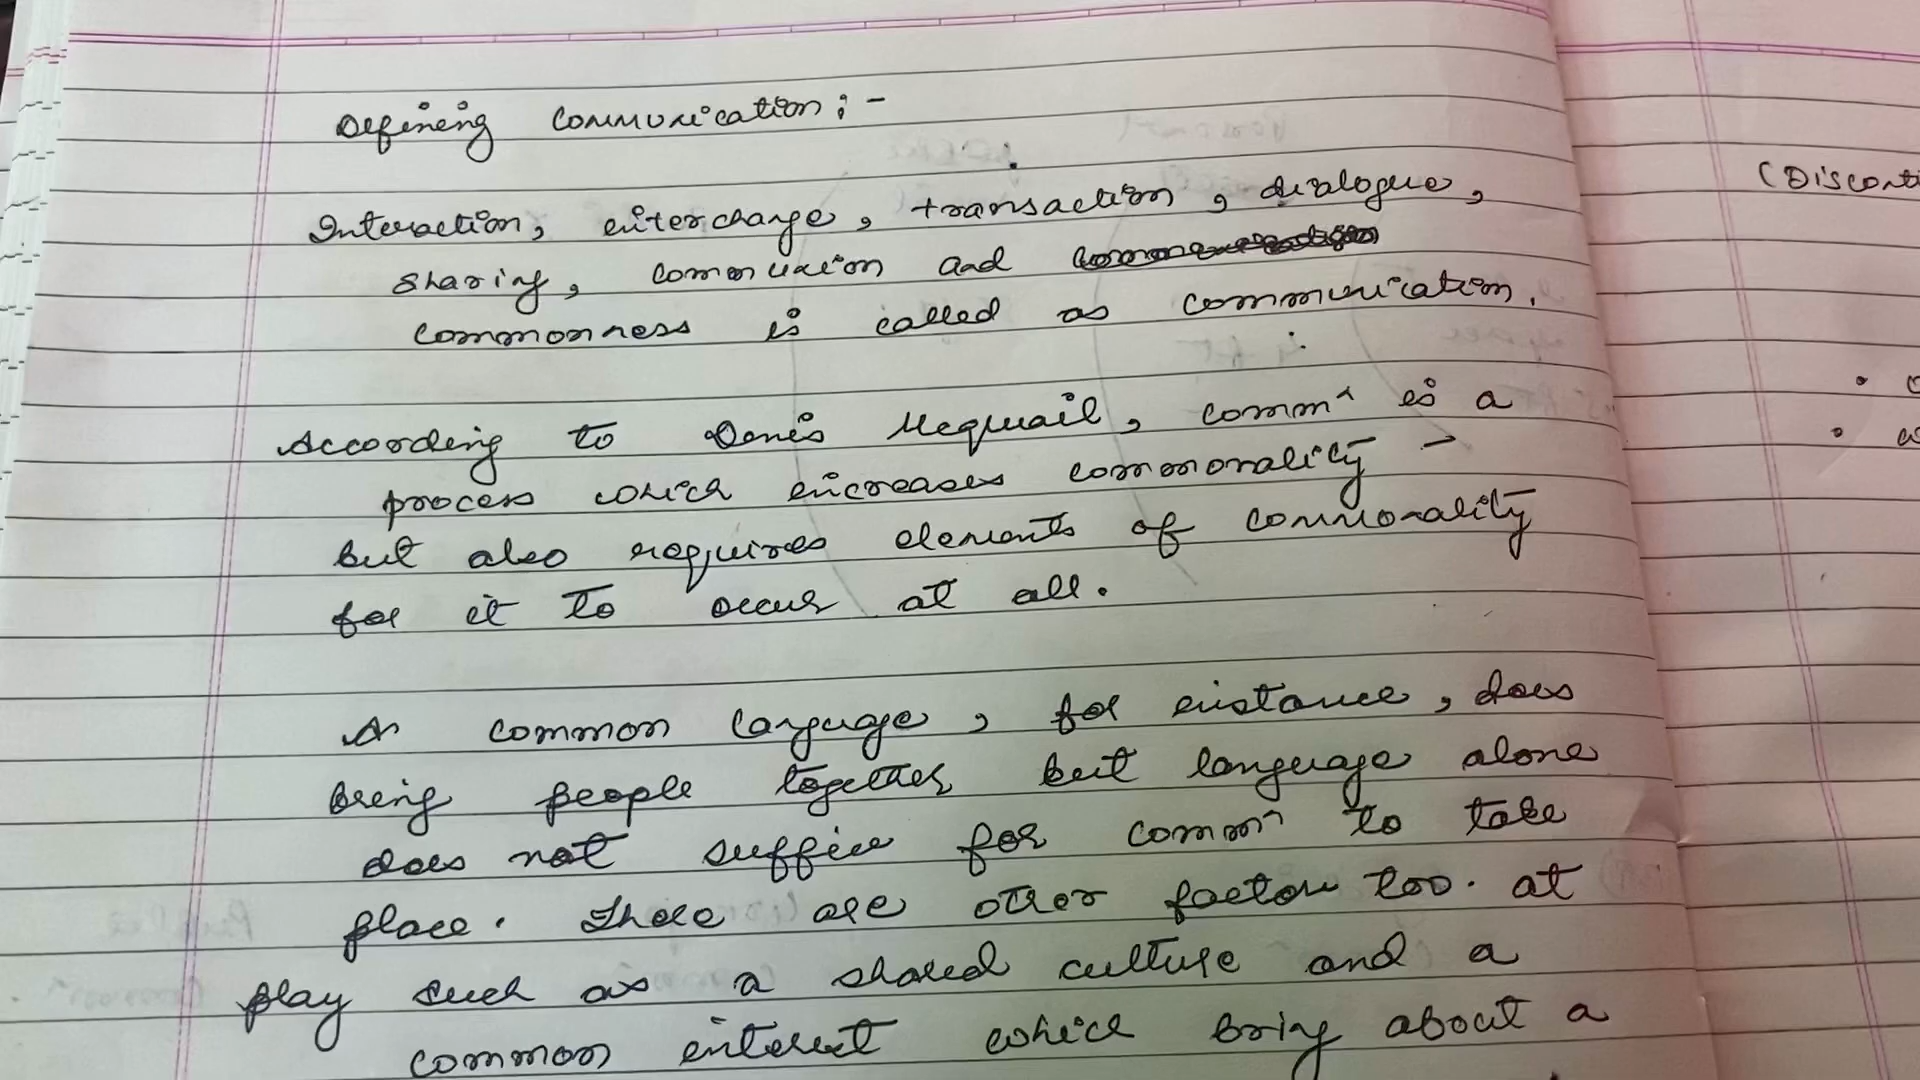 Defining Communication :-
Interaction, interchange, transaction, dialogue,
sharing, communion and
commonness is called as communication.
According to Denis Mcquail, commⁿ is a
process which increases commonality -
but also requires elements of commonality
for it to occur at all.
A common language, for instance, does
bring people together but language alone
does not suffice for commⁿ to take
place. There are other factors too. at
play such as a shared culture and a
common interest which bring about a
(Disconti